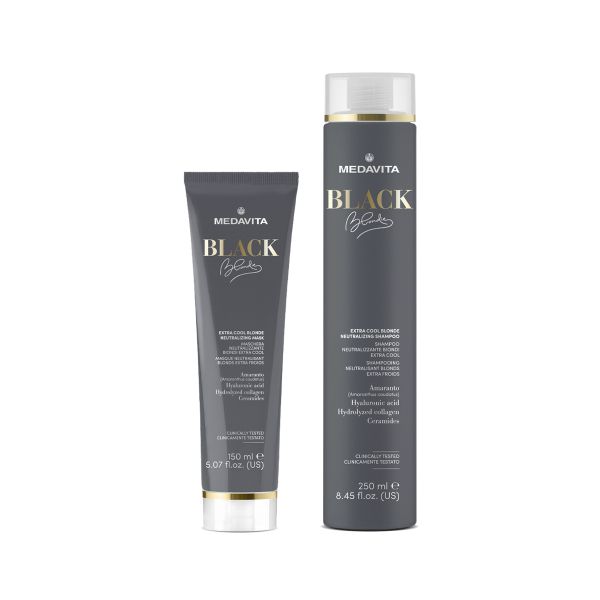 MEDAVITA
BLACK
Blonde
EXTRA COOL BLONDE
NEUTRALIZING MASK
MASCHERA
NEUTRALIZZANTE
BIONDI EXTRA COOL
MASQUE NEUTRALISANT
BLONDS EXTRA FROIDS
Amaranto
(Amaranthus caudatus)
Hyaluronic acid
Hydrolyzed collagen
Ceramides
CLINICALLY TESTED
CLINICAMENTE TESTATO
150 ml ℮
5.07 fl.oz. (US)
MEDAVITA
BLACK
Blonde
EXTRA COOL BLONDE
NEUTRALIZING SHAMPOO
SHAMPOO
NEUTRALIZZANTE BIONDI
EXTRA COOL
SHAMPOOING
NEUTRALISANT BLONDS
EXTRA FROIDS
Amaranto
(Amaranthus caudatus)
Hyaluronic acid
Hydrolyzed collagen
Ceramides
CLINICALLY TESTED
CLINICAMENTE TESTATO
250 ml ℮
8.45 fl.oz. (US)